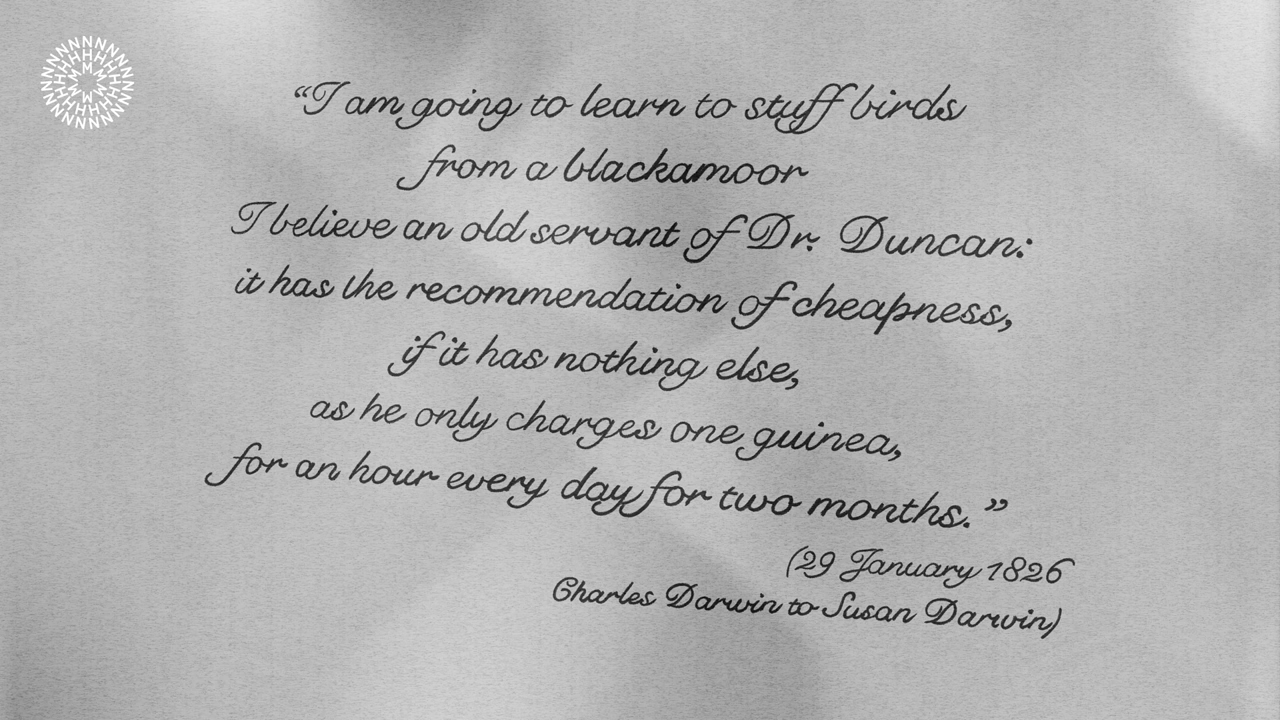 “I am going to learn to stuff birds
from a blackamoor
I believe an old servant of Dr. Duncan:
it has the recommendation of cheapness,
if it has nothing else,
as he only charges one guinea,
for an hour every day for two months.”
(29 January 1826
Charles Darwin to Susan Darwin)